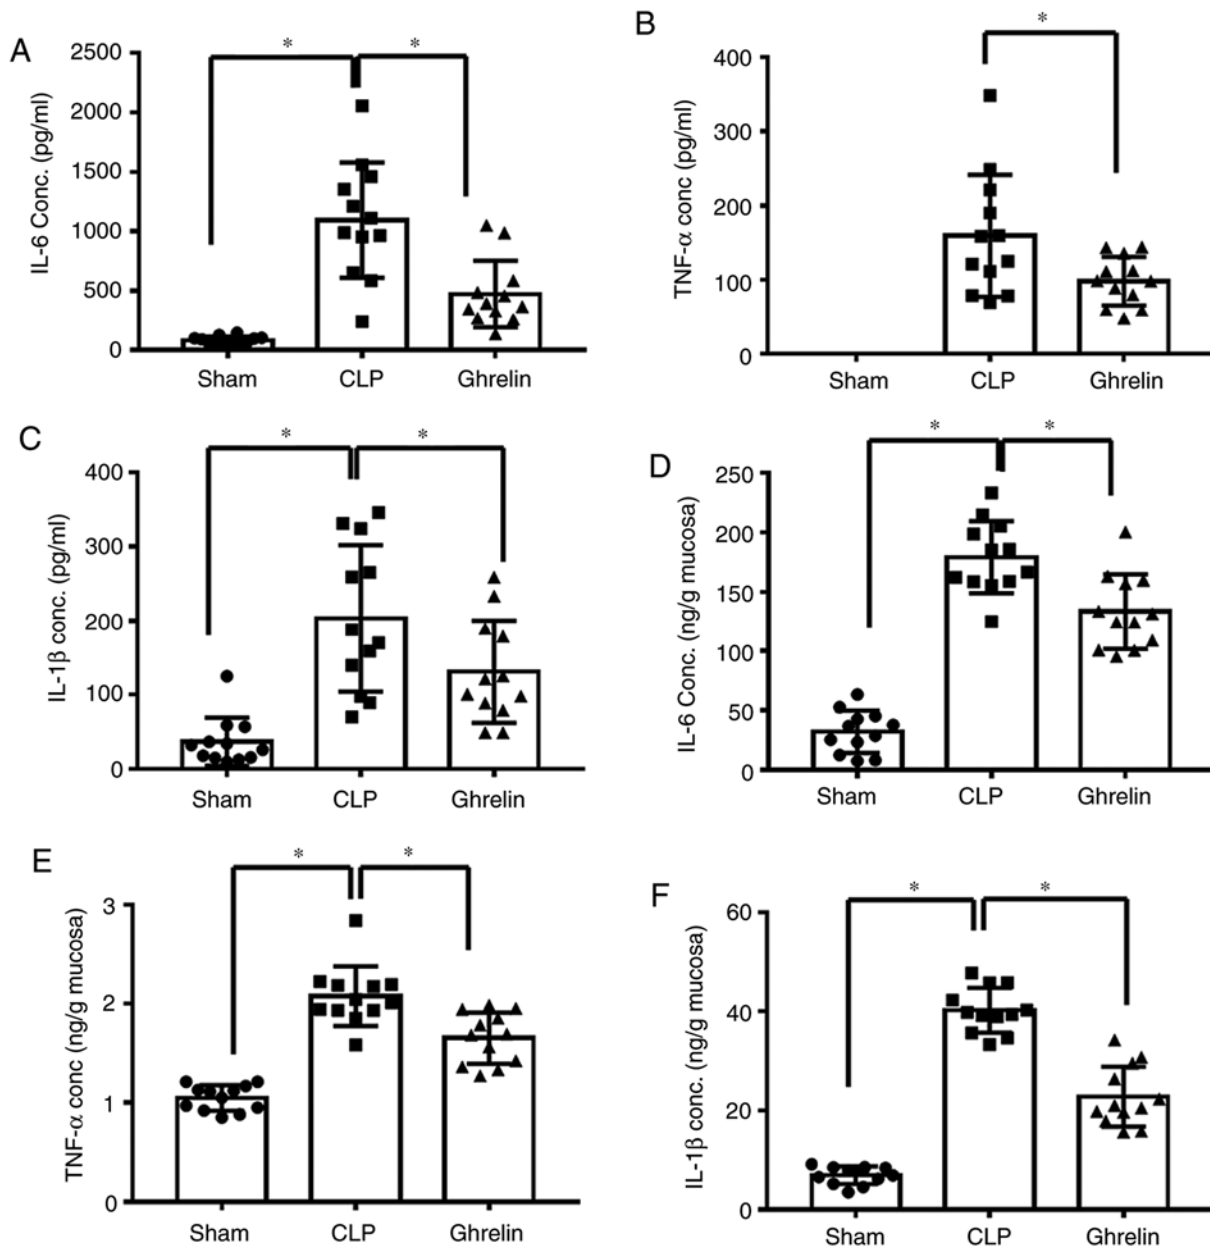 A
IL-6 Conc. (pg/ml)
2500
2000
1500
1000
500
0
* *
Sham CLP Ghrelin
B
TNF-α conc (pg/ml)
400
300
200
100
0
*
Sham CLP Ghrelin
C
IL-1β conc. (pg/ml)
400
300
200
100
0
* *
Sham CLP Ghrelin
D
IL-6 Conc. (ng/g mucosa)
250
200
150
100
50
0
* *
Sham CLP Ghrelin
E
TNF-α conc (ng/g mucosa)
3
2
1
0
* *
Sham CLP Ghrelin
F
IL-1β conc. (ng/g mucosa)
60
40
20
0
* *
Sham CLP Ghrelin